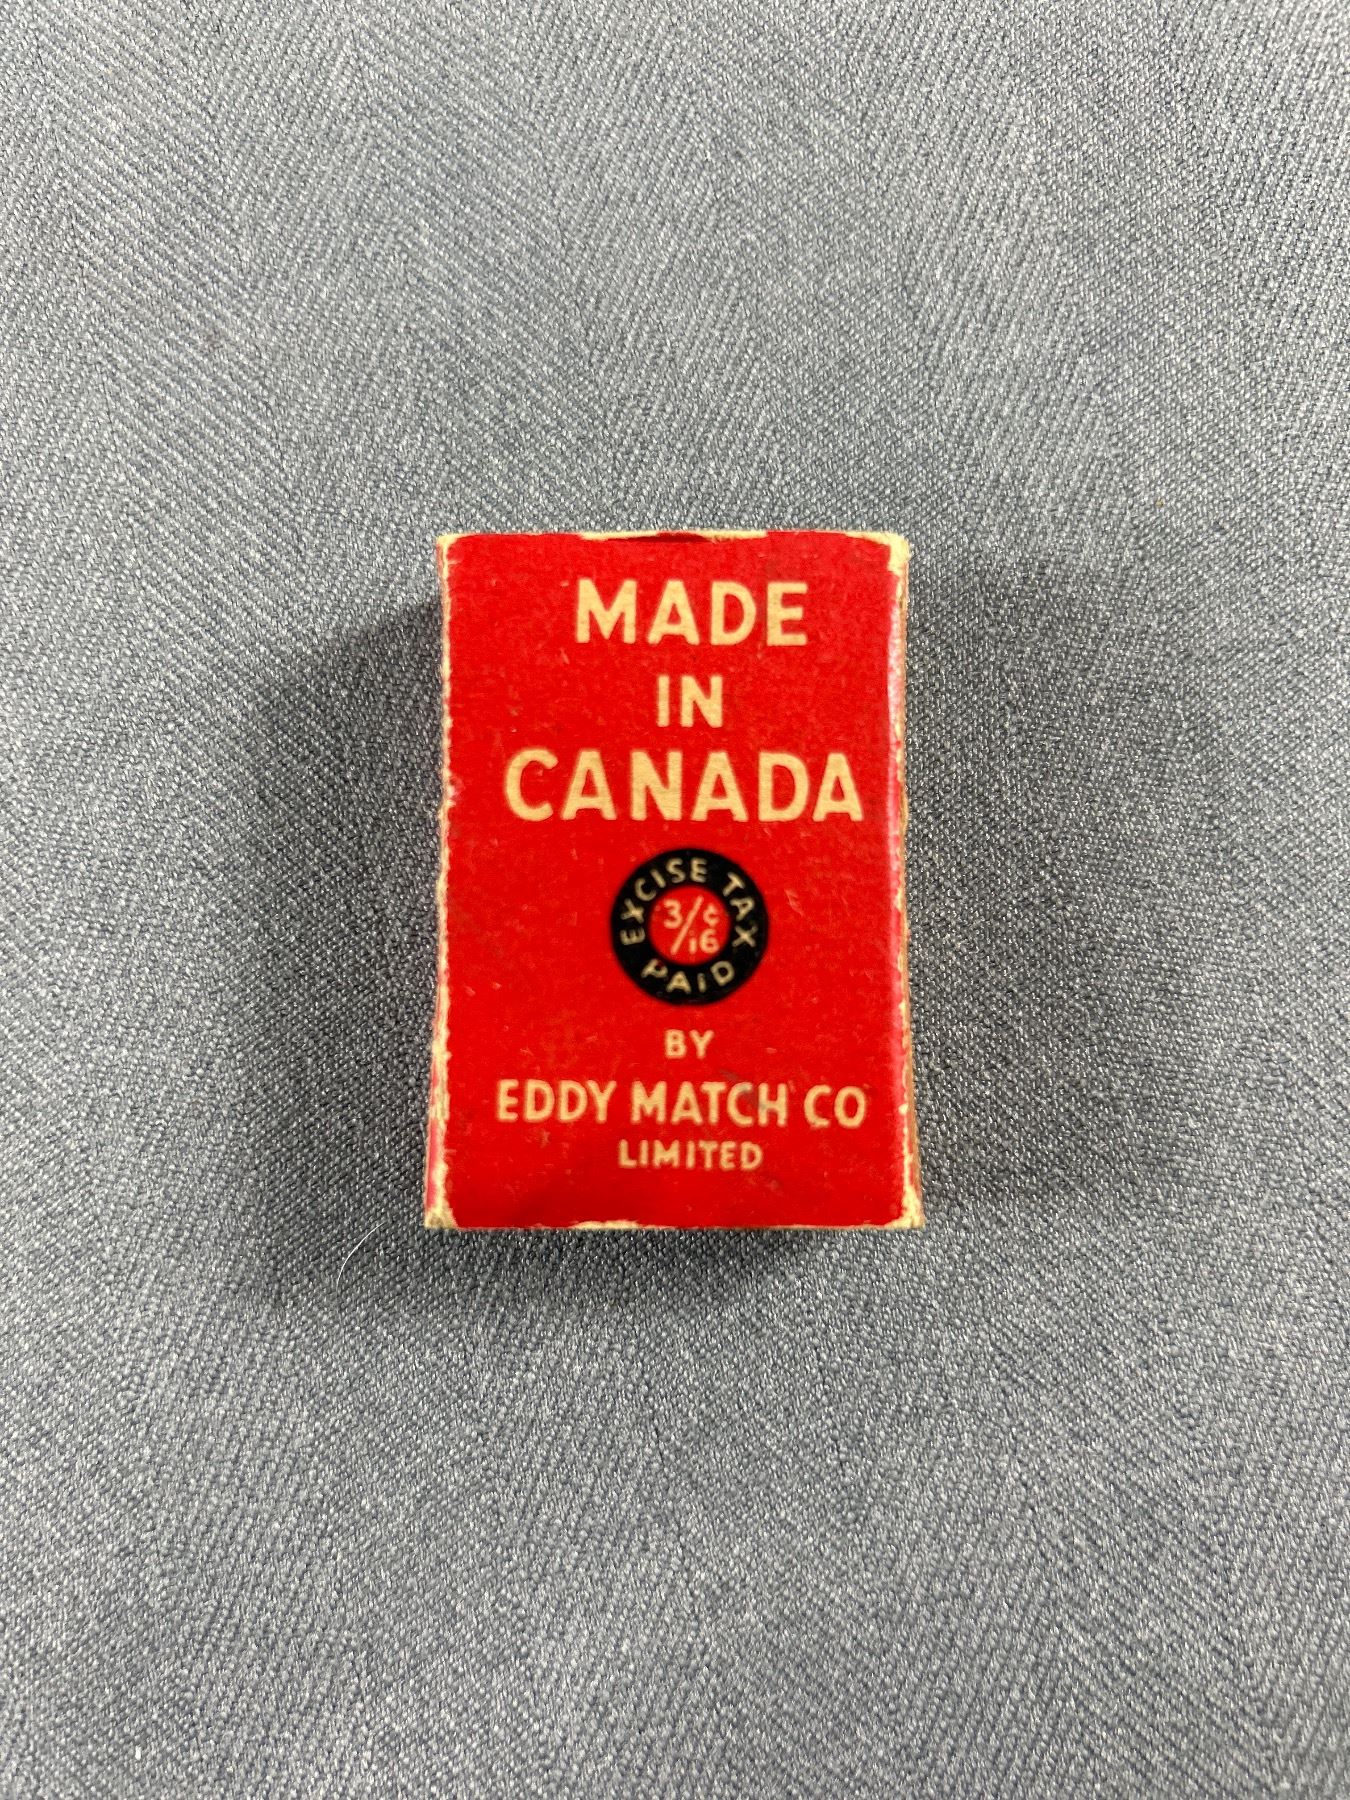 MADE
IN
CANADA
EXCISE TAX
3/16¢
PAID
BY
EDDY MATCH CO
LIMITED